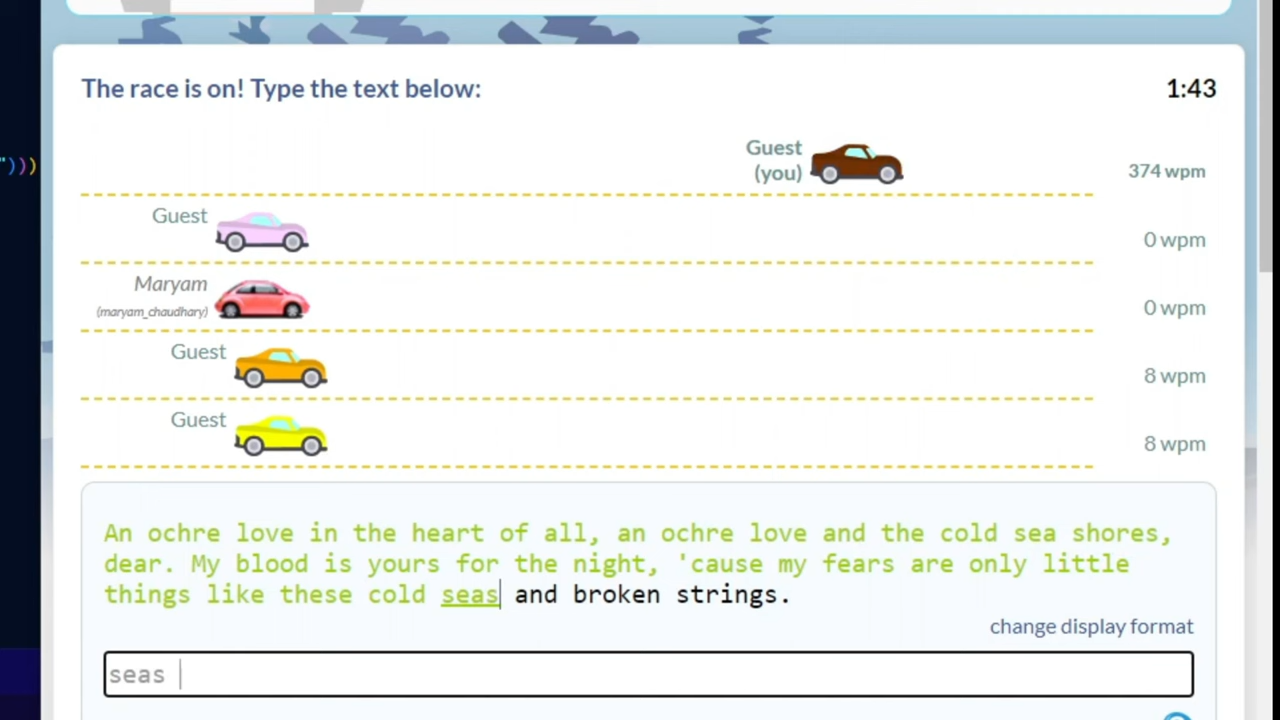 The race is on! Type the text below:
1:43
Guest
(you)
374 wpm
Guest
0 wpm
Maryam
(maryam_chaudhary)
0 wpm
Guest
8 wpm
Guest
8 wpm
")))
An ochre love in the heart of all, an ochre love and the cold sea shores,
dear. My blood is yours for the night, 'cause my fears are only little
things like these cold seas and broken strings.
change display format
seas